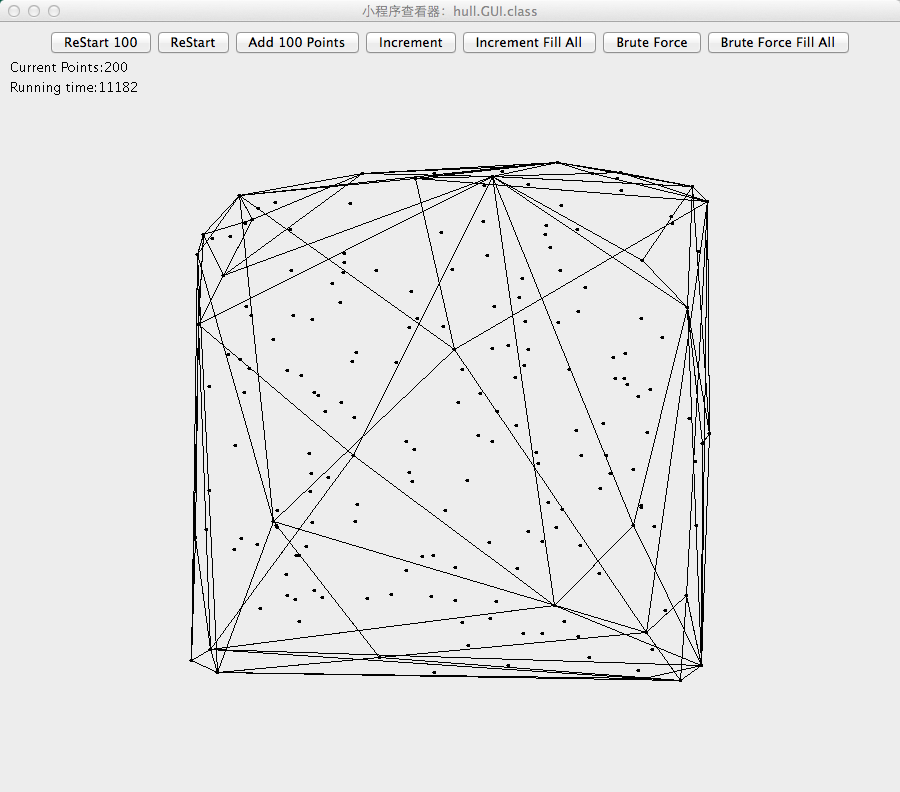 小程序查看器: hull.GUI.class
ReStart 100 ReStart Add 100 Points Increment Increment Fill All Brute Force Brute Force Fill All
Current Points:200
Running time:11182